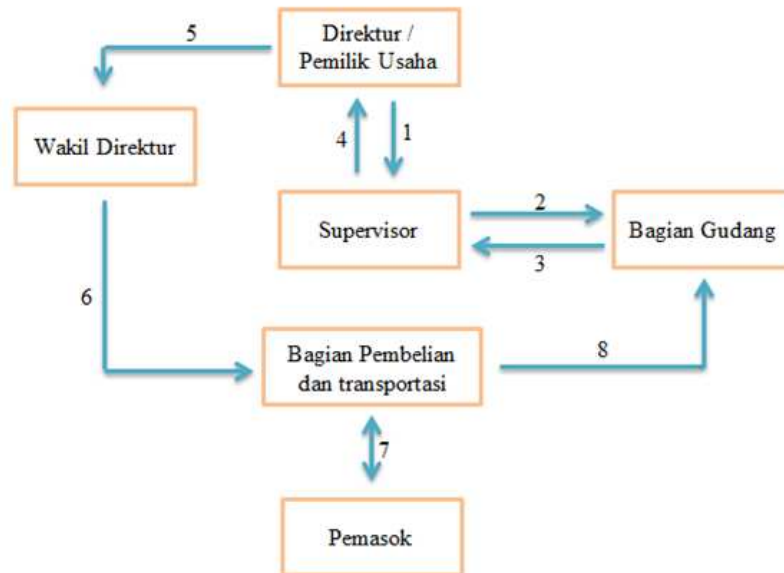 5
Direktur /
Pemilik Usaha
Wakil Direktur
4
1
Supervisor
2
3
Bagian Gudang
6
Bagian Pembelian
dan transportasi
8
7
Pemasok